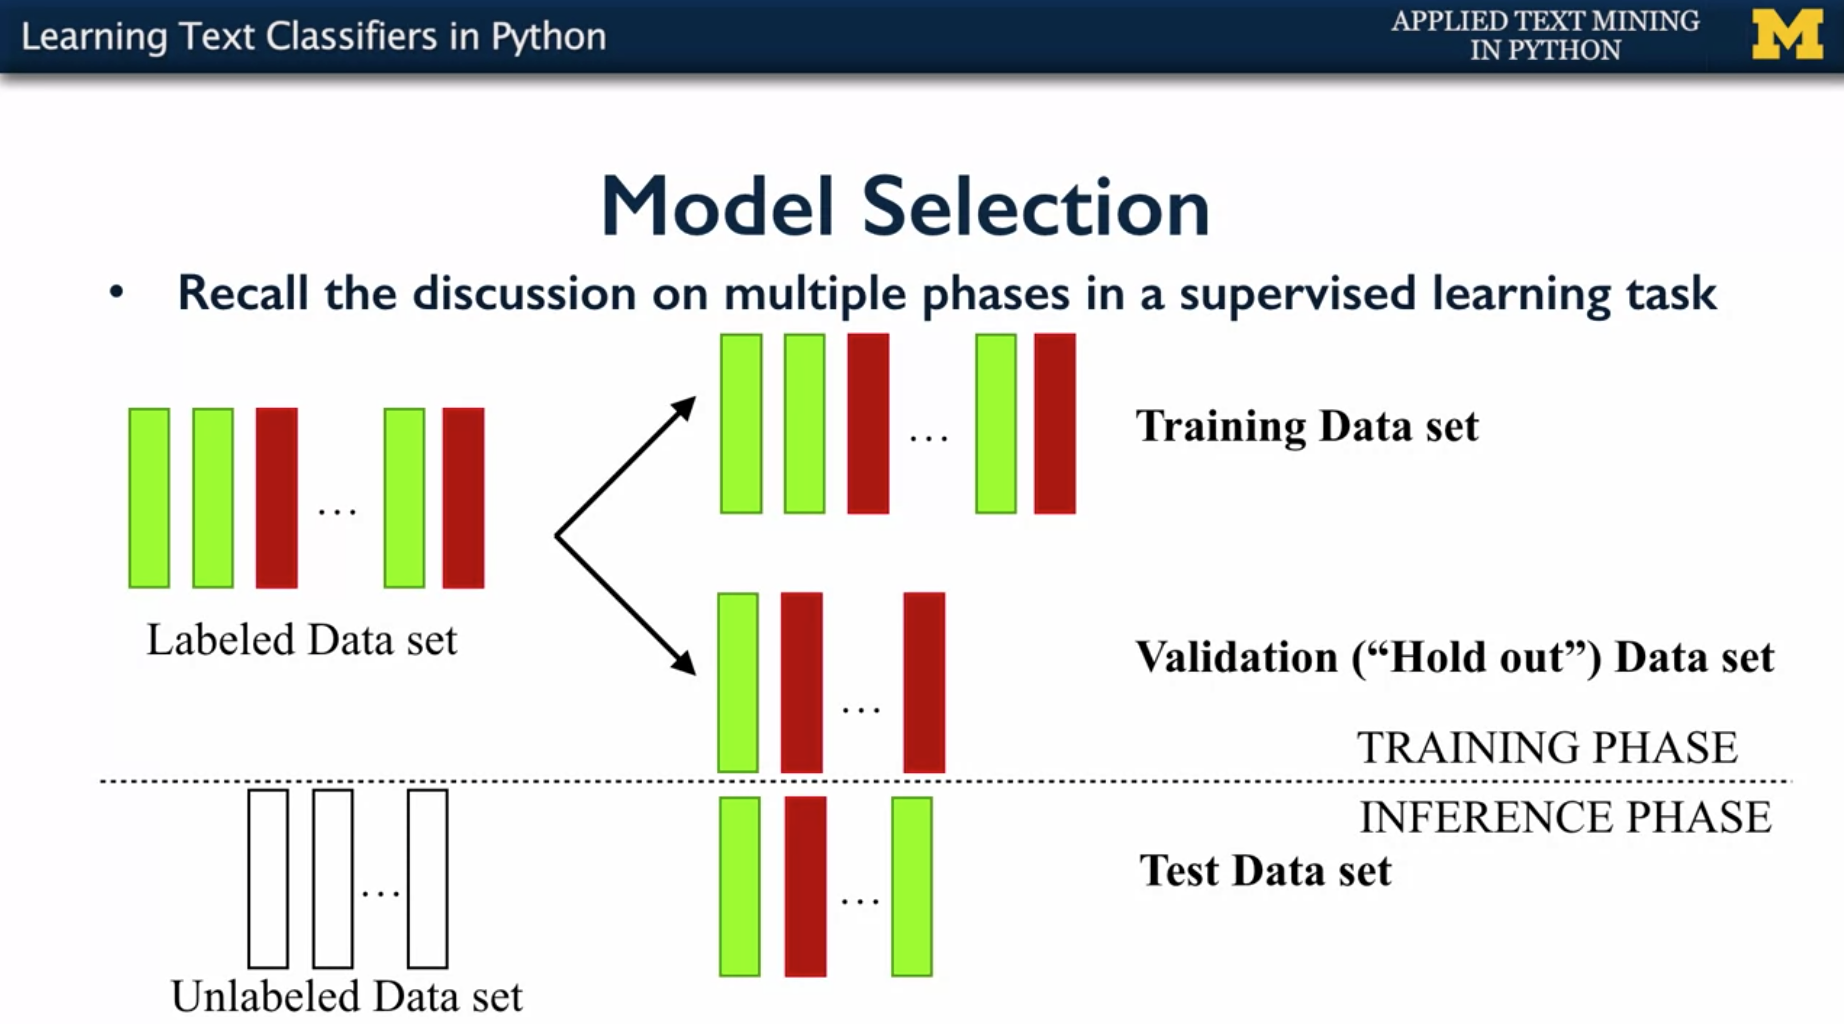 Learning Text Classifiers in Python
APPLIED TEXT MINING
IN PYTHON
M
Model Selection
• Recall the discussion on multiple phases in a supervised learning task
...
Training Data set
...
Labeled Data set
Validation (“Hold out”) Data set
...
TRAINING PHASE
INFERENCE PHASE
Test Data set
...
...
Unlabeled Data set